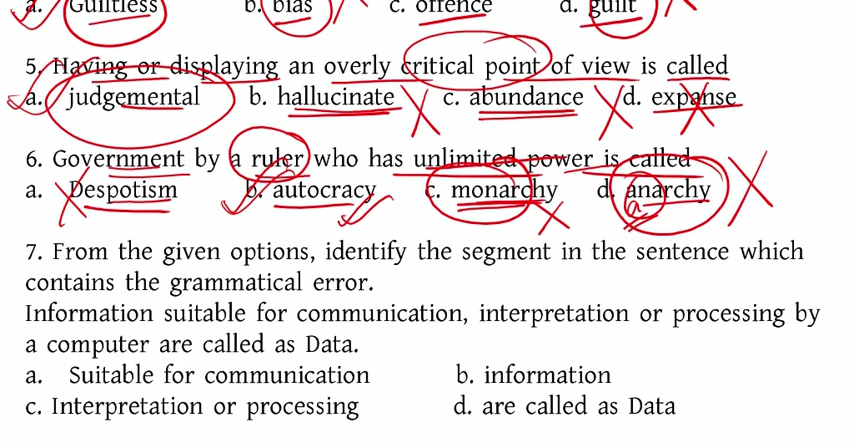 a. Guiltless b. bias c. offence d. guilt
5. Having or displaying an overly critical point of view is called
a. judgemental b. hallucinate c. abundance d. expanse
6. Government by a ruler who has unlimited power is called
a. Despotism b. autocracy c. monarchy d. anarchy
a
7. From the given options, identify the segment in the sentence which
contains the grammatical error.
Information suitable for communication, interpretation or processing by
a computer are called as Data.
a. Suitable for communication b. information
c. Interpretation or processing d. are called as Data